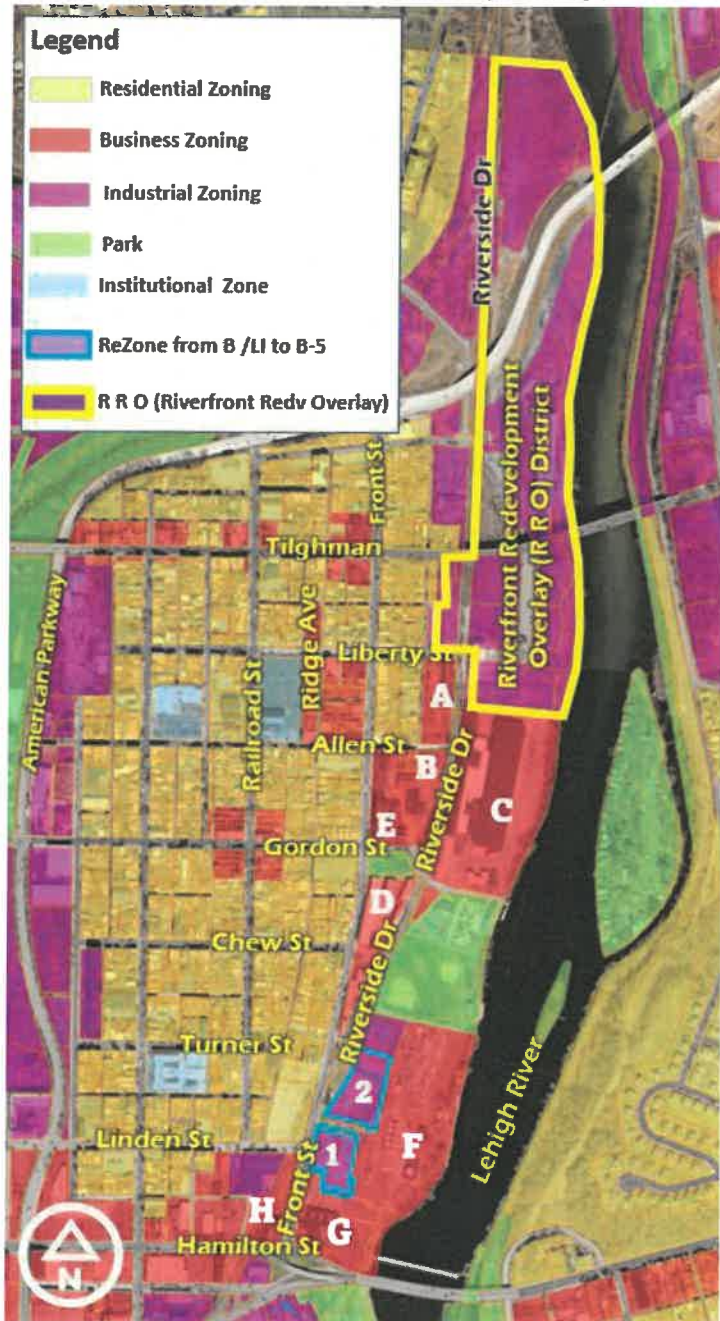 Legend
Residential Zoning
Business Zoning
Industrial Zoning
Park
Institutional Zone
ReZone from B /LI to B-5
R R O (Riverfront Redv Overlay)
Riverside Dr
Riverfront Redevelopment
Overlay (R R O) District
Front St
Tilghman
American Parkway
Ridge Ave
Liberty St
Railroad St
A
Allen St
B
Riverside Dr
C
E
Gordon St
D
Chew St
Riverside Dr
Turner St
2
Lehigh River
Linden St
1
F
Front St
H
G
Hamilton St
N